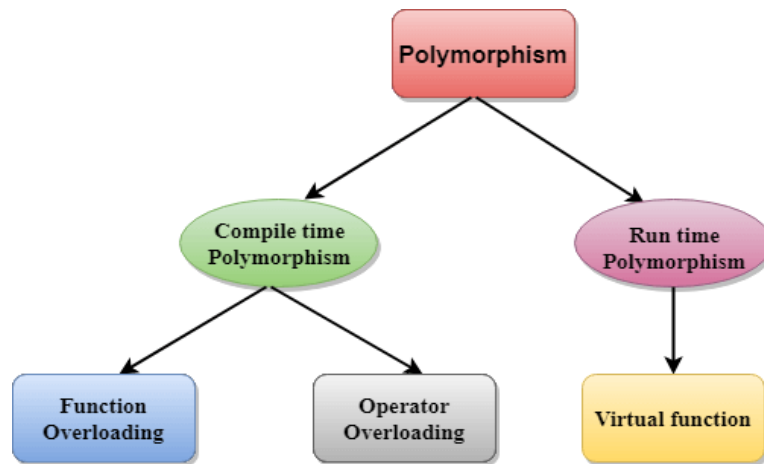 Polymorphism
Compile time
Polymorphism
Run time
Polymorphism
Function
Overloading
Operator
Overloading
Virtual function